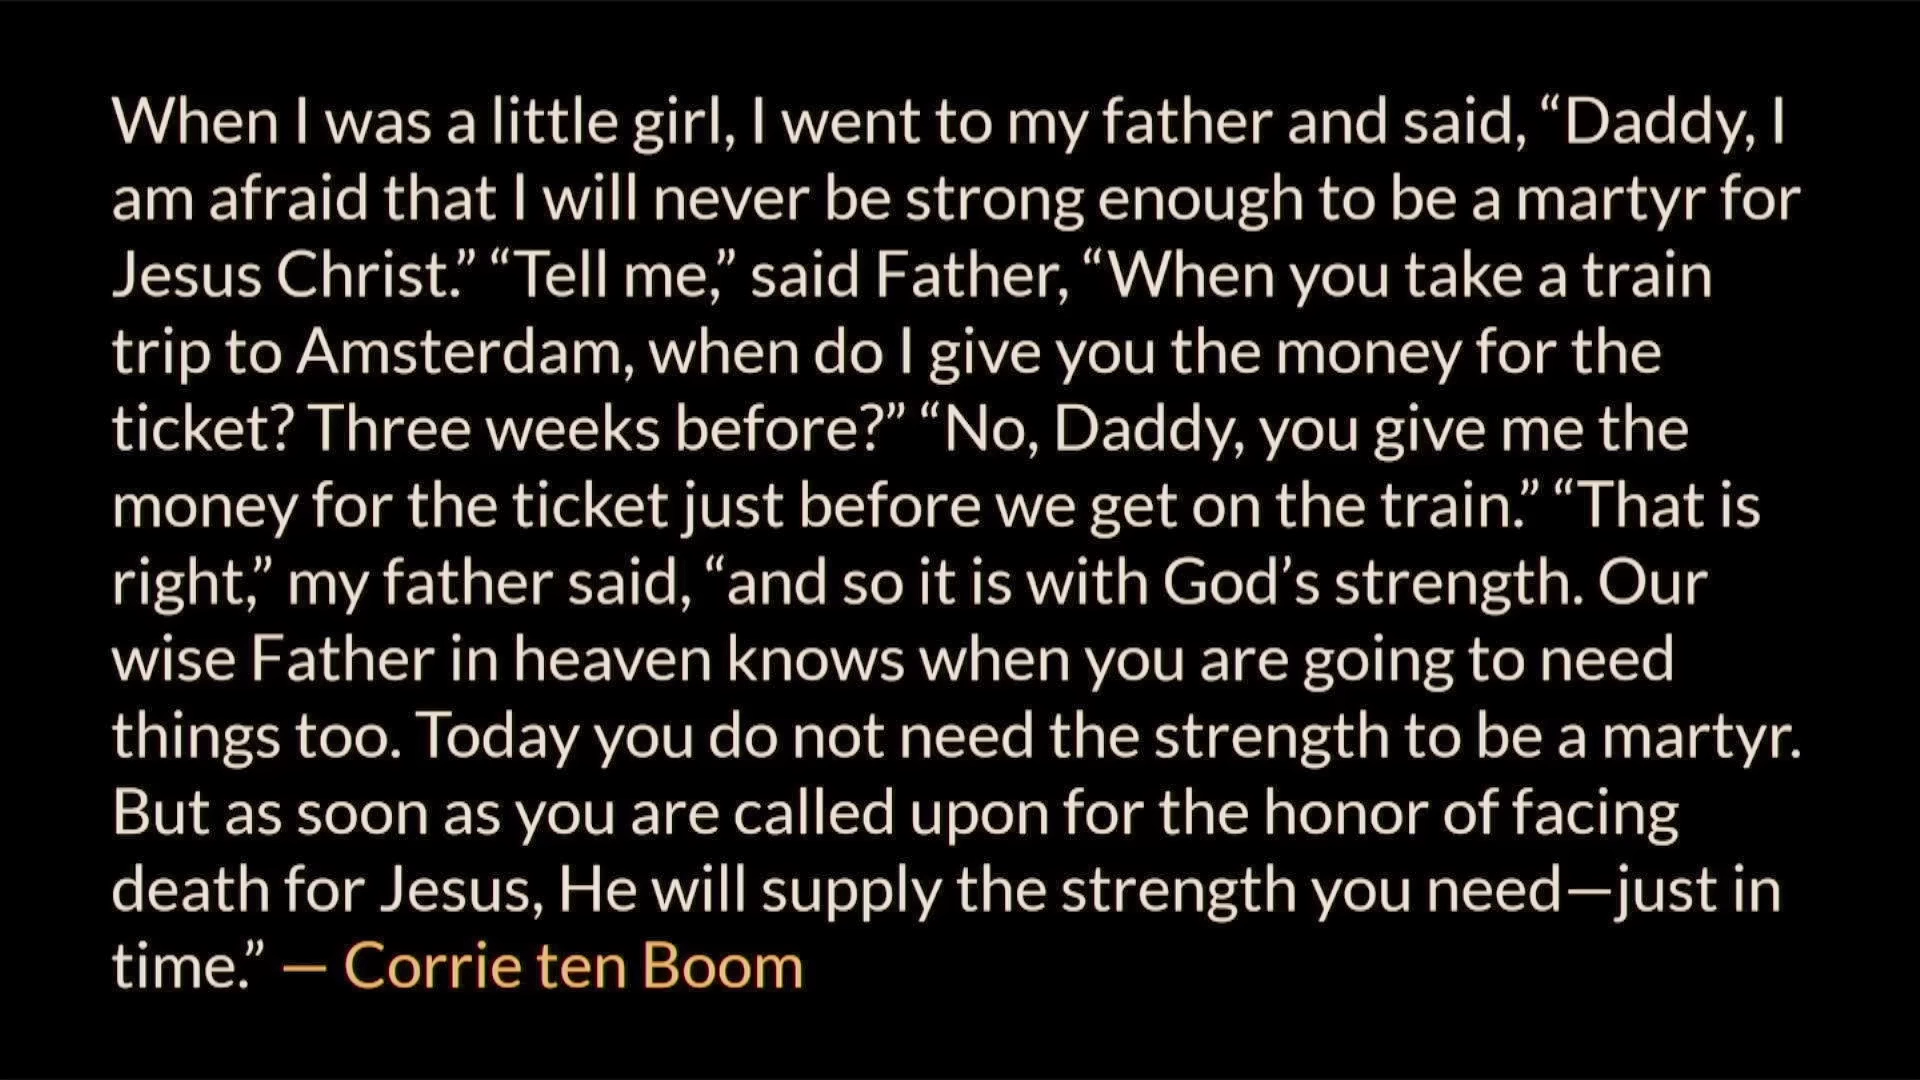 When I was a little girl, I went to my father and said, “Daddy, I
am afraid that I will never be strong enough to be a martyr for
Jesus Christ.” “Tell me,” said Father, “When you take a train
trip to Amsterdam, when do I give you the money for the
ticket? Three weeks before?” “No, Daddy, you give me the
money for the ticket just before we get on the train.” “That is
right,” my father said, “and so it is with God’s strength. Our
wise Father in heaven knows when you are going to need
things too. Today you do not need the strength to be a martyr.
But as soon as you are called upon for the honor of facing
death for Jesus, He will supply the strength you need—just in
time.” — Corrie ten Boom